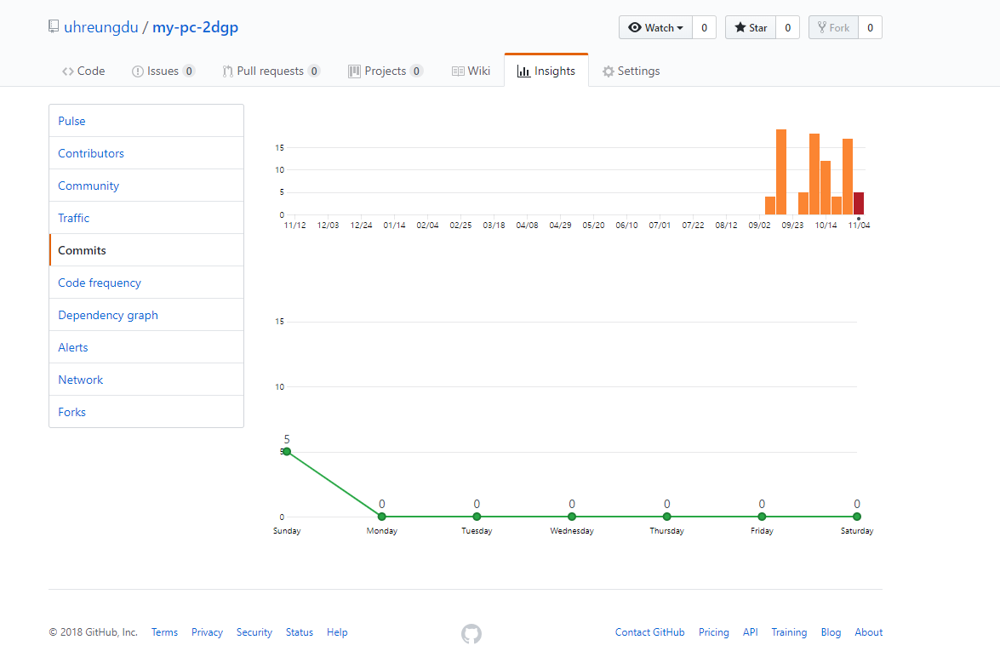 uhreungdu / my-pc-2dgp
Watch 0 Star 0 Fork 0
Code Issues 0 Pull requests 0 Projects 0 Wiki Insights Settings
Pulse
Contributors
Community
Traffic
Commits
Code frequency
Dependency graph
Alerts
Network
Forks
15
10
5
0
11/12 12/03 12/24 01/14 02/04 02/25 03/18 04/08 04/29 05/20 06/10 07/01 07/22 08/12 09/02 09/23 10/14 11/04
15
10
5
5
0 0 0 0 0 0
0
Sunday Monday Tuesday Wednesday Thursday Friday Saturday
© 2018 GitHub, Inc. Terms Privacy Security Status Help
Contact GitHub Pricing API Training Blog About